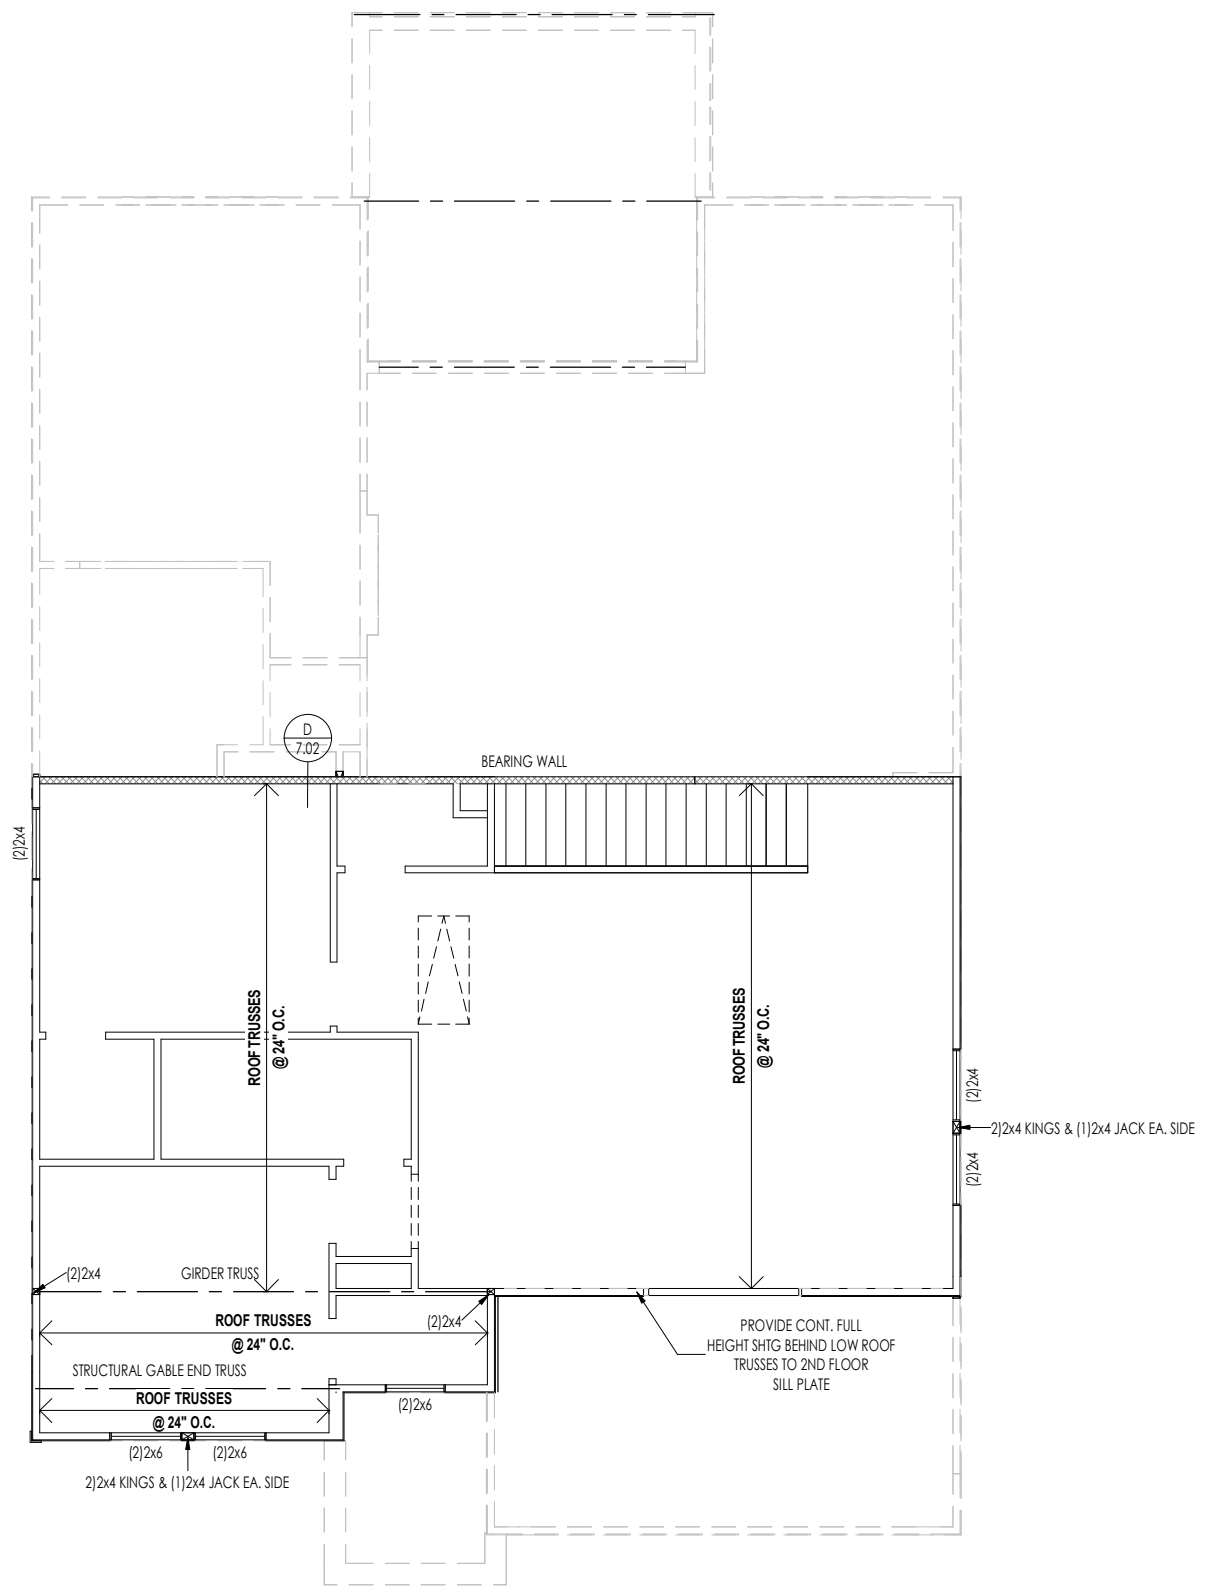 D
7.02
BEARING WALL
(2)2x4
ROOF TRUSSES
@ 24" O.C.
ROOF TRUSSES
@ 24" O.C.
(2)2x4
2)2x4 KINGS & (1)2x4 JACK EA. SIDE
(2)2x4
(2)2x4
GIRDER TRUSS
ROOF TRUSSES
@ 24" O.C.
(2)2x4
PROVIDE CONT. FULL
HEIGHT SHTG BEHIND LOW ROOF
TRUSSES TO 2ND FLOOR
SILL PLATE
STRUCTURAL GABLE END TRUSS
ROOF TRUSSES
@ 24" O.C.
(2)2x6
(2)2x6
(2)2x6
2)2x4 KINGS & (1)2x4 JACK EA. SIDE